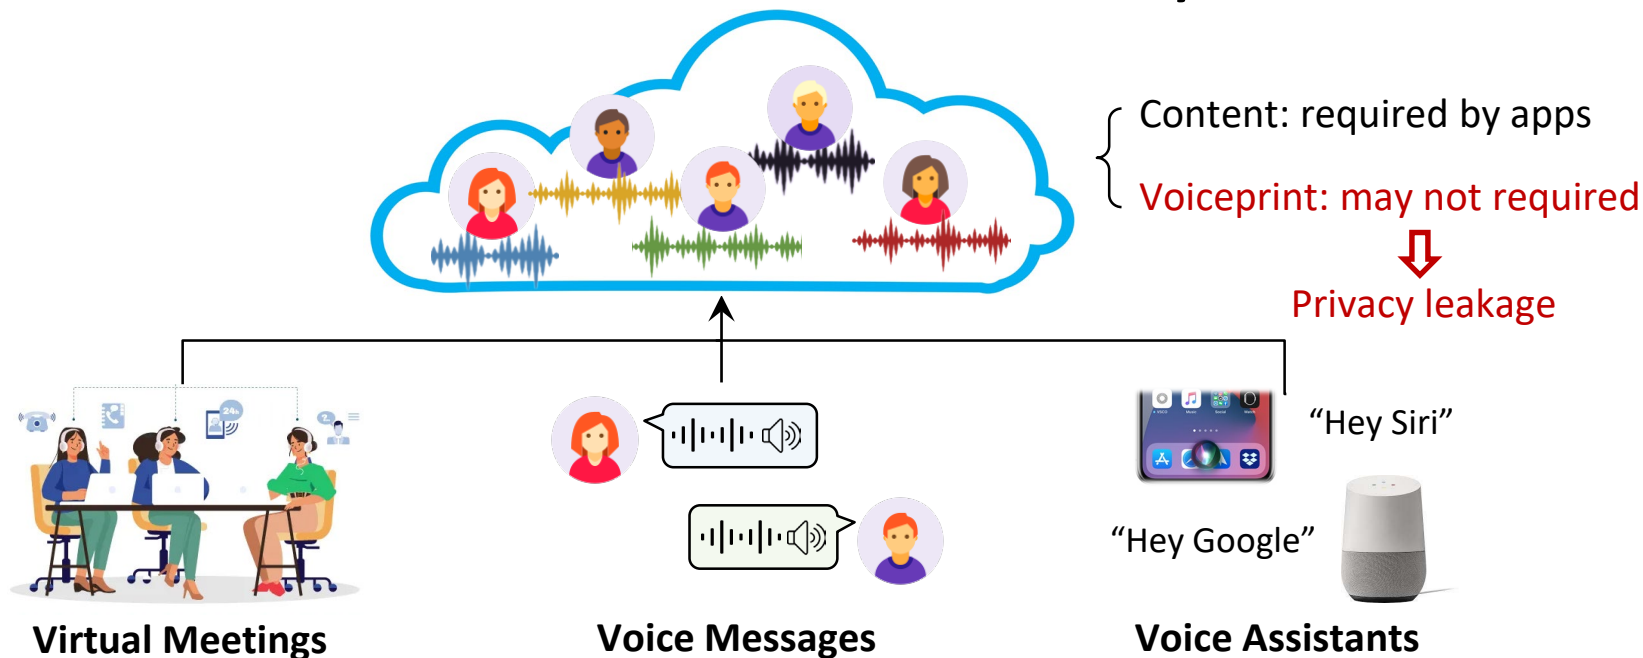 Content: required by apps
Voiceprint: may not required
Privacy leakage
24h
“Hey Siri”
“Hey Google”
Virtual Meetings
Voice Messages
Voice Assistants